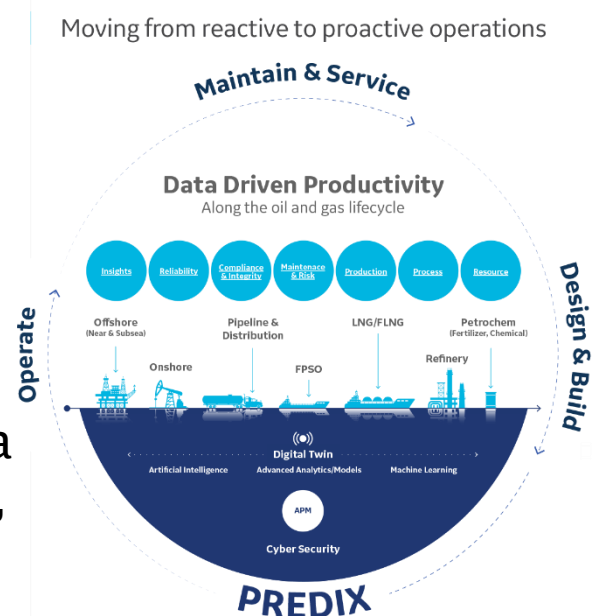 Moving from reactive to proactive operations
Maintain & Service
Data Driven Productivity
Along the oil and gas lifecycle
Insights
Reliability
Compliance
& Integrity
Maintenace
& Risk
Production
Process
Resource
Operate
Design & Build
Offshore
(Near & Subsea)
Onshore
Pipeline &
Distribution
FPSO
LNG/FLNG
Refinery
Petrochem
(Fertilizer, Chemical)
a
,
Digital Twin
Artificial Intelligence
Advanced Analytics/Models
Machine Learning
APM
Cyber Security
PREDIX